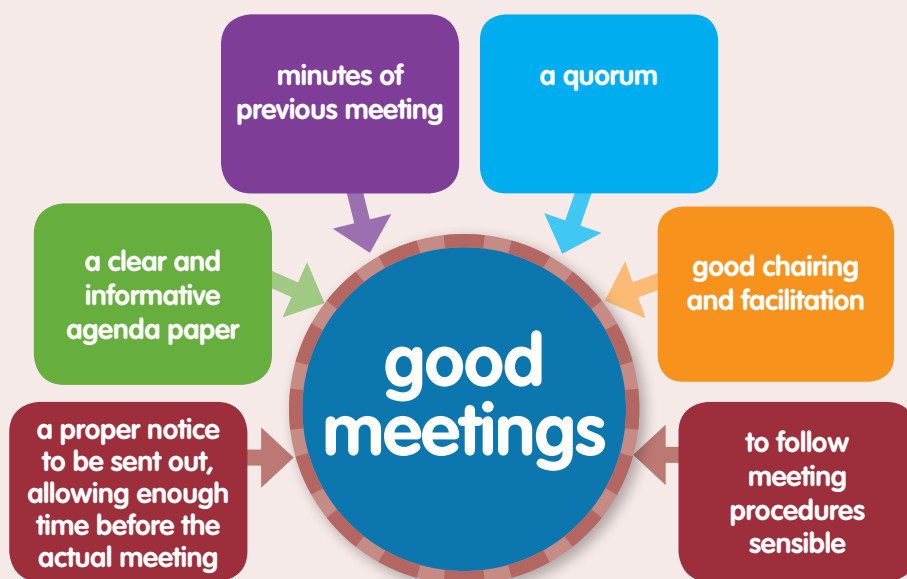 minutes of
previous meeting
a quorum
a clear and
informative
agenda paper
good chairing
and facilitation
good
meetings
a proper notice
to be sent out,
allowing enough
time before the
actual meeting
to follow
meeting
procedures
sensible